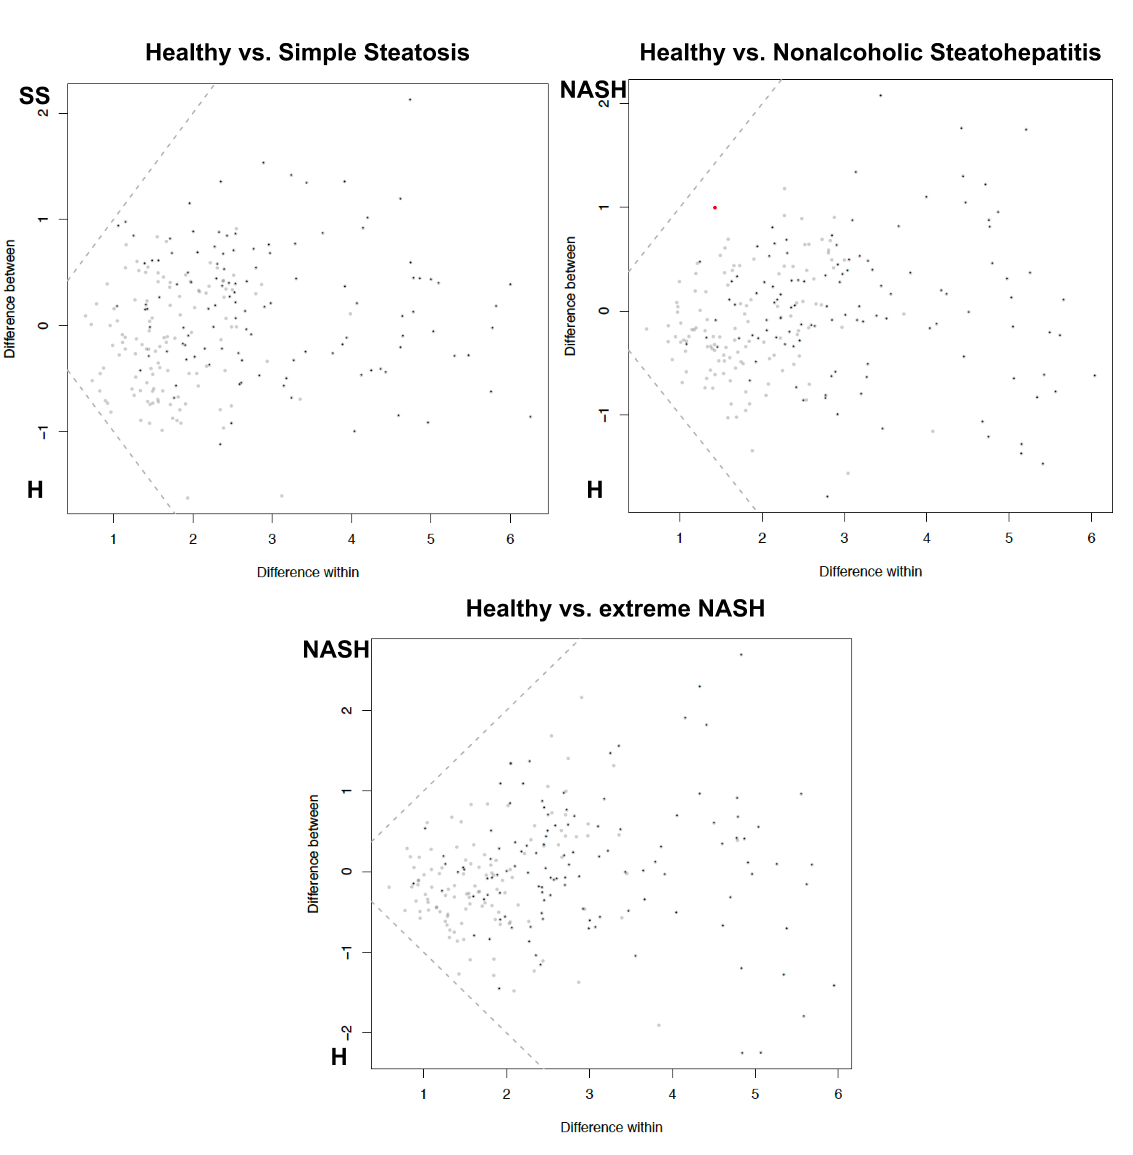 Healthy vs. Simple Steatosis
SS
2
1
0
−1
H
Difference between
1 2 3 4 5 6
Difference within
Healthy vs. Nonalcoholic Steatohepatitis
NASH
2
1
0
−1
H
Difference between
1 2 3 4 5 6
Difference within
Healthy vs. extreme NASH
NASH
2
1
0
−1
−2
H
Difference between
1 2 3 4 5 6
Difference within